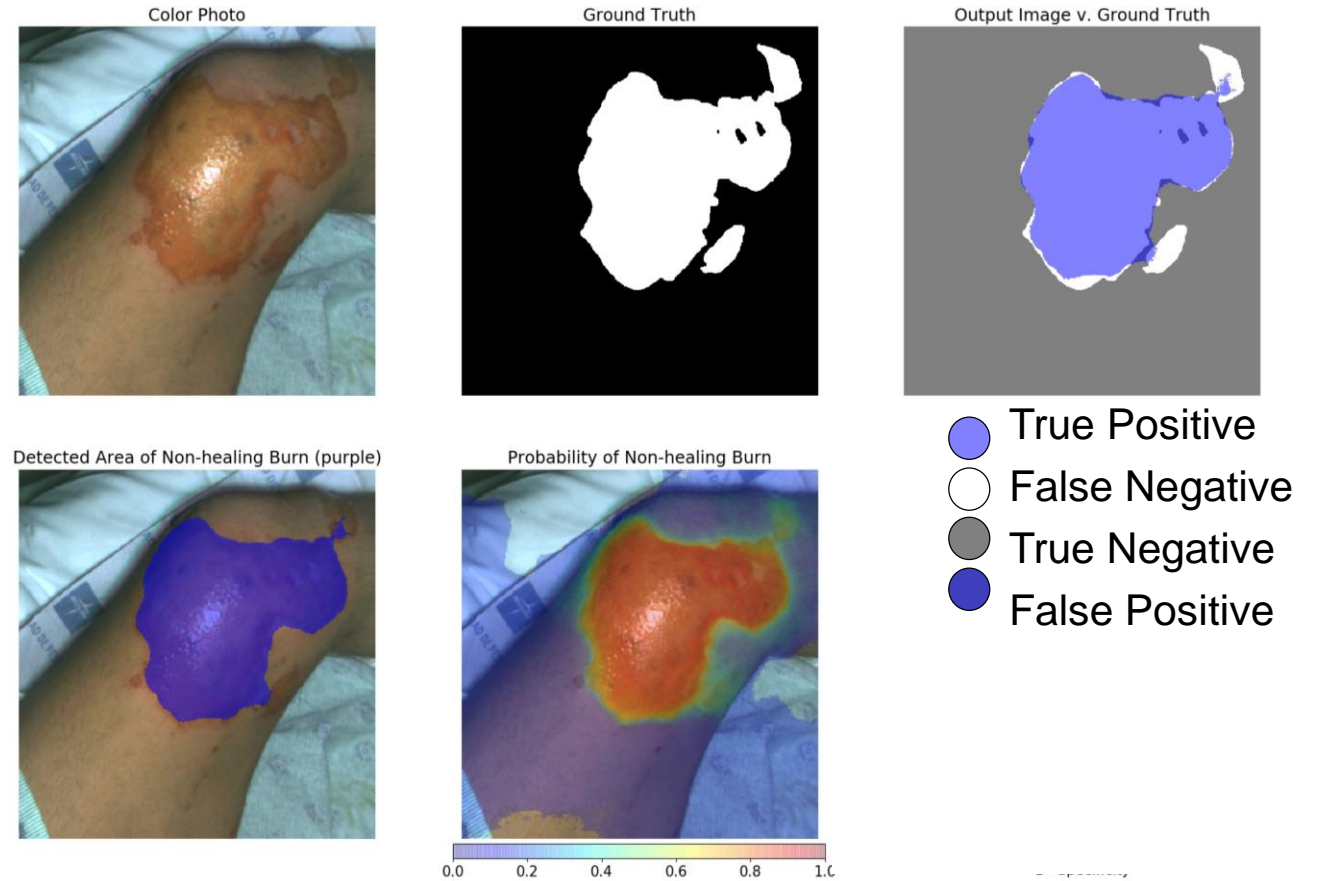 Color Photo
Ground Truth
Output Image v. Ground Truth
True Positive
False Negative
True Negative
False Positive
Detected Area of Non-healing Burn (purple)
Probability of Non-healing Burn
0.0 0.2 0.4 0.6 0.8 1.0